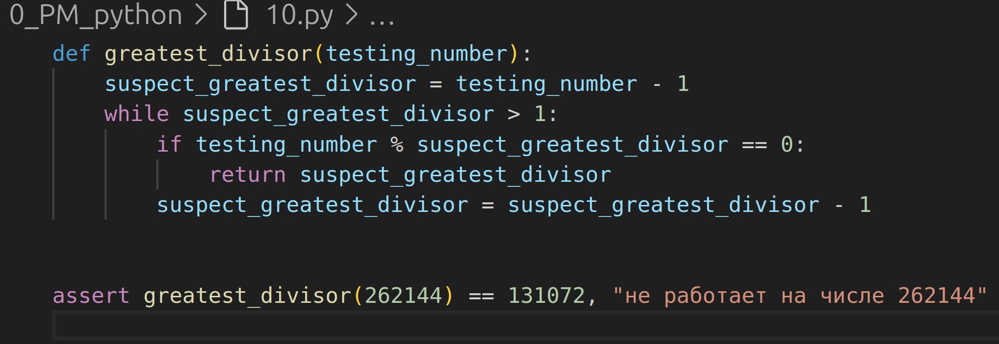 0_PM_python > 10.py > ...
def greatest_divisor(testing_number):
    suspect_greatest_divisor = testing_number - 1
    while suspect_greatest_divisor > 1:
        if testing_number % suspect_greatest_divisor == 0:
            return suspect_greatest_divisor
        suspect_greatest_divisor = suspect_greatest_divisor - 1
assert greatest_divisor(262144) == 131072, "не работает на числе 262144"